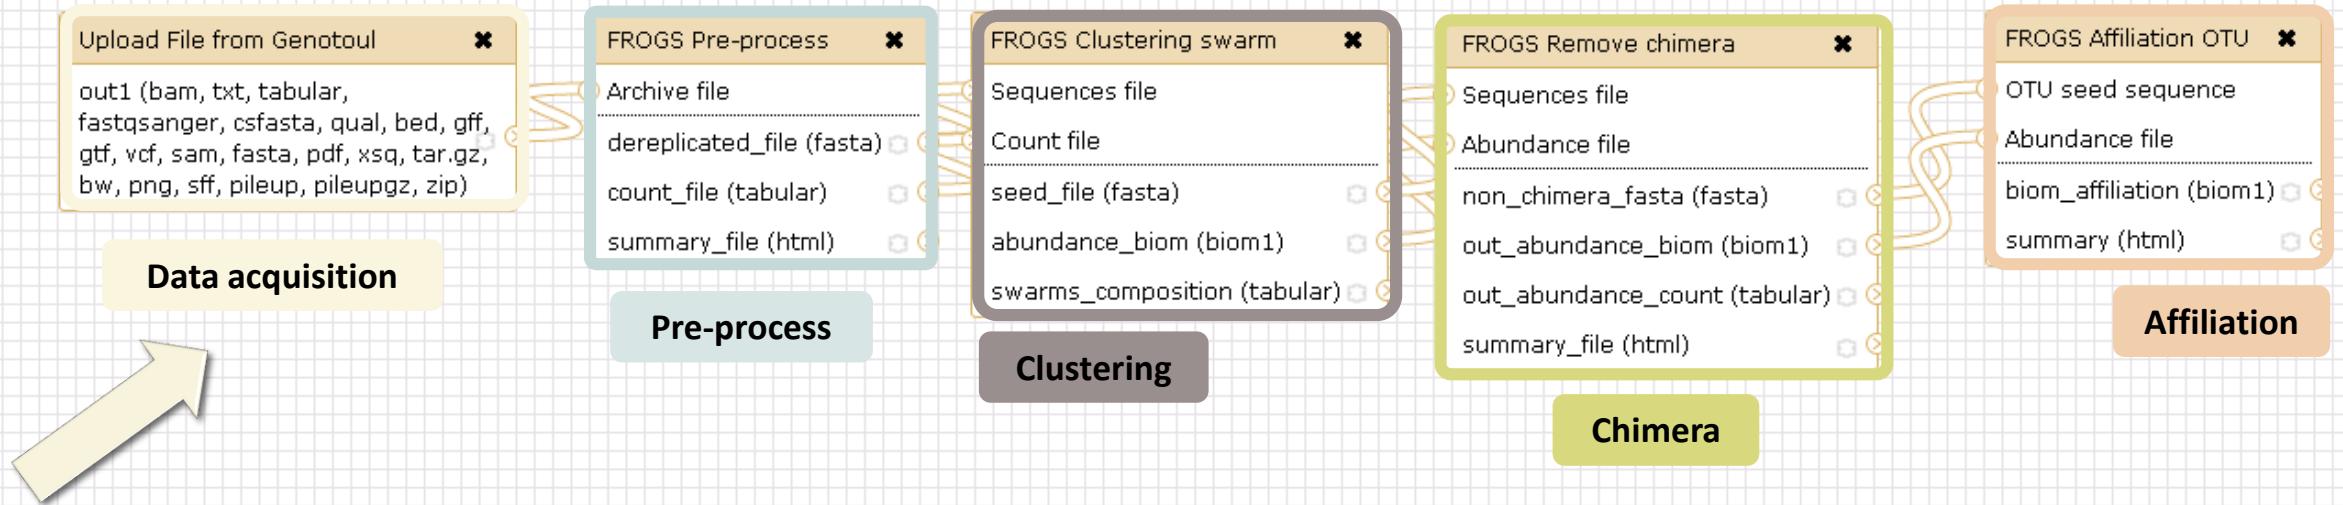 Upload File from Genotoul
out1 (bam, txt, tabular,
fastqsanger, csfasta, qual, bed, gff,
gtf, vcf, sam, fasta, pdf, xsq, tar.gz,
bw, png, sff, pileup, pileupgz, zip)
Data acquisition
FROGS Pre-process
Archive file
dereplicated_file (fasta)
count_file (tabular)
summary_file (html)
Pre-process
FROGS Clustering swarm
Sequences file
Count file
seed_file (fasta)
abundance_biom (biom1)
swarms_composition (tabular)
Clustering
FROGS Remove chimera
Sequences file
Abundance file
non_chimera_fasta (fasta)
out_abundance_biom (biom1)
out_abundance_count (tabular)
summary_file (html)
Chimera
FROGS Affiliation OTU
OTU seed sequence
Abundance file
biom_affiliation (biom1)
summary (html)
Affiliation